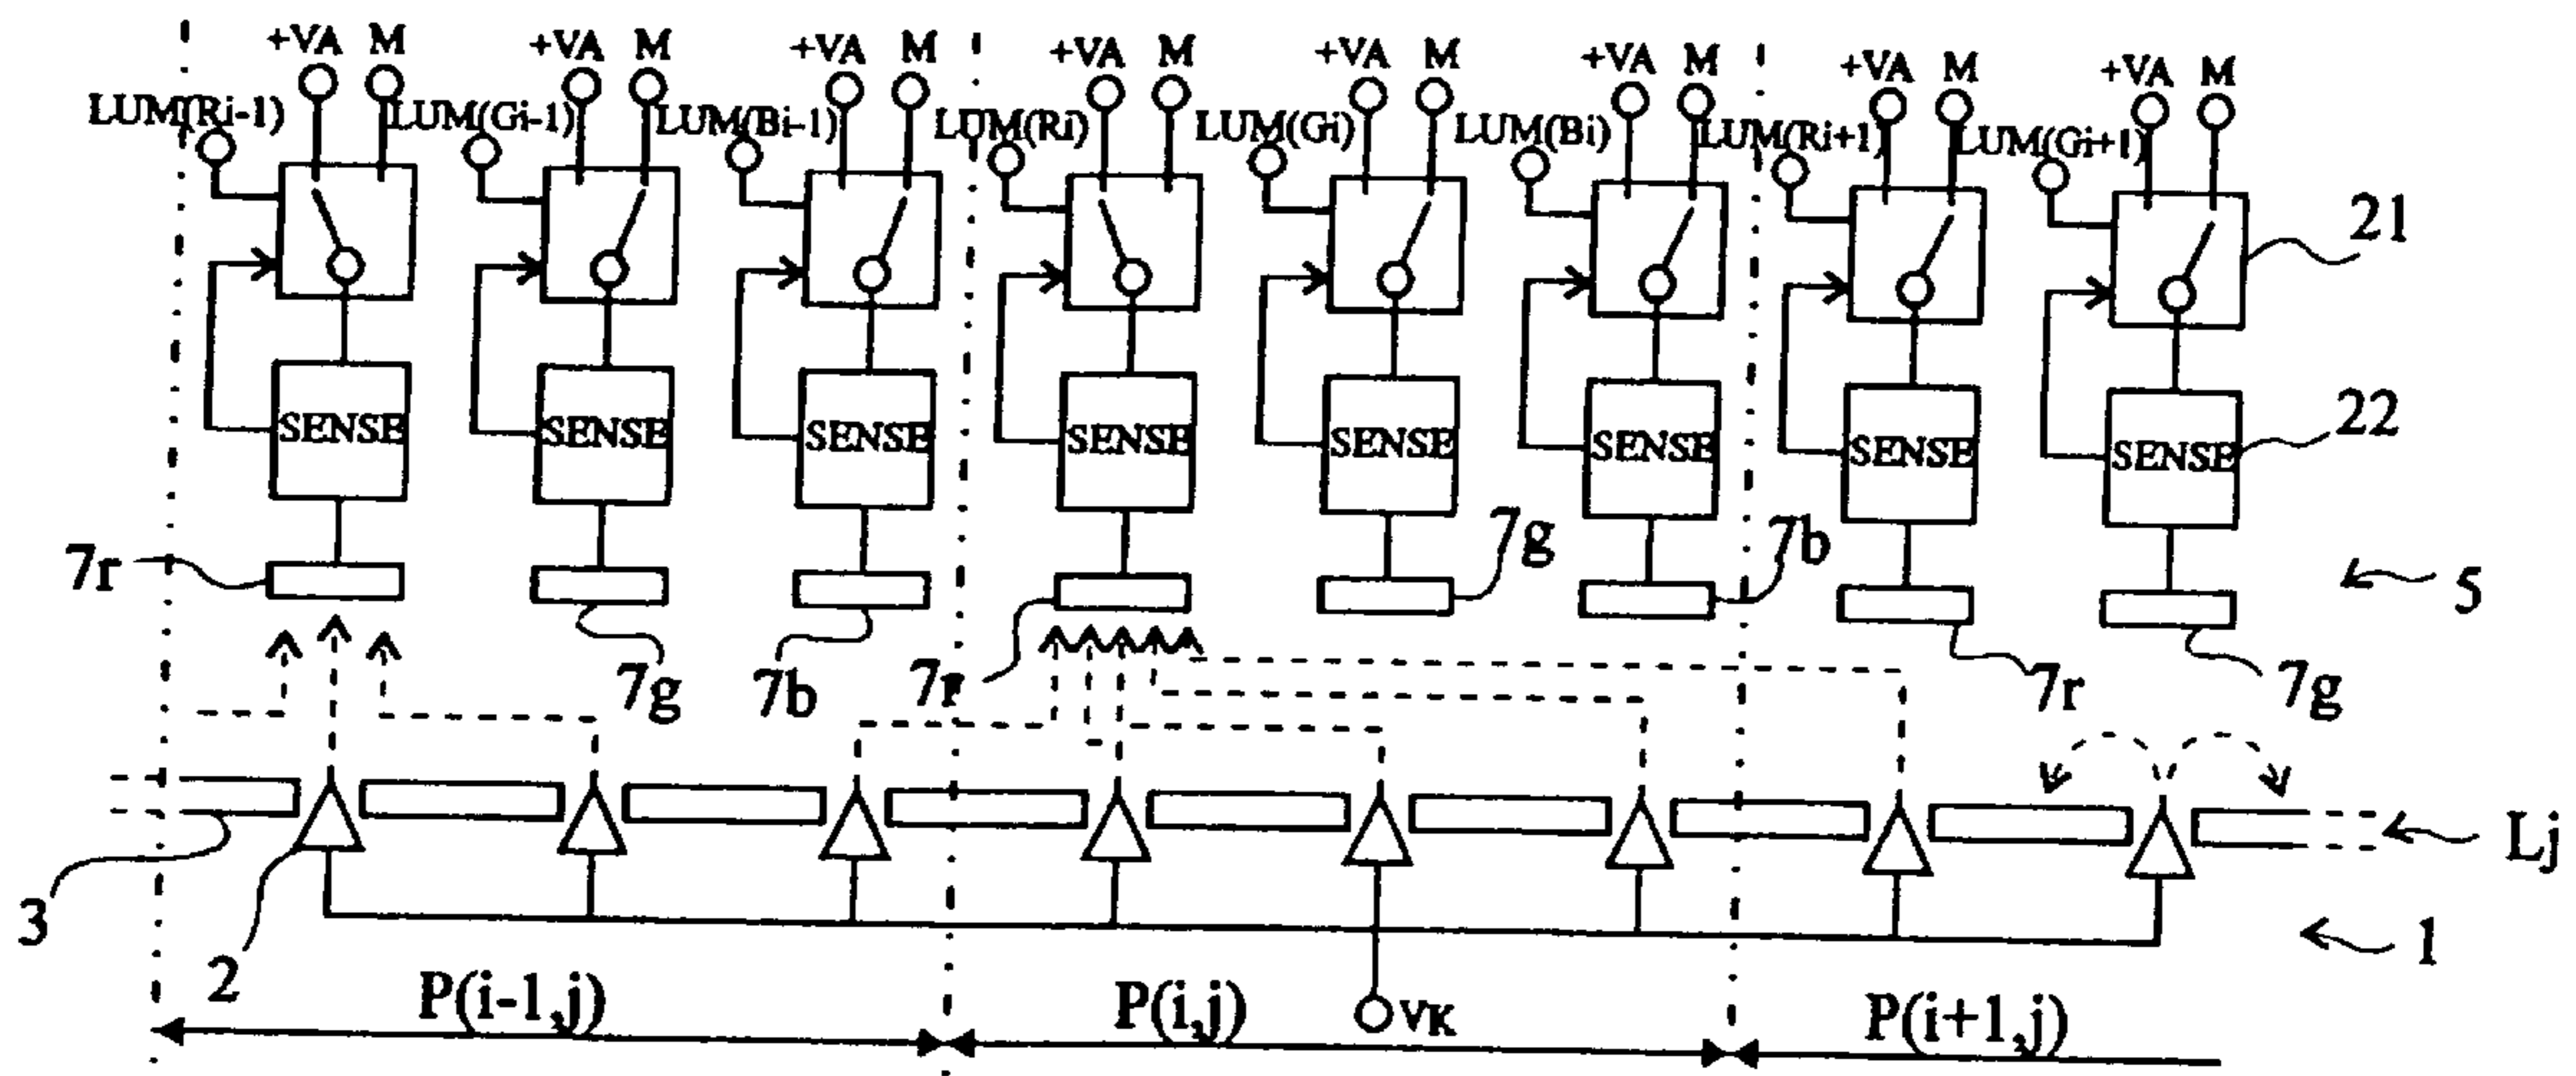 +VA M +VA M +VA M +VA M +VA M +VA M +VA M +VA M
LUM(Ri-1) LUM(Gi-1) LUM(Bi-1) LUM(Ri) LUM(Gi) LUM(Bi) LUM(Ri+1) LUM(Gi+1)
21
SENSE SENSE SENSE SENSE SENSE SENSE SENSE SENSE
22
7r 7g 7b 5
7g 7b 7r 7r 7g
Lj
3 2 1
P(i-1,j) P(i,j) VK P(i+1,j)